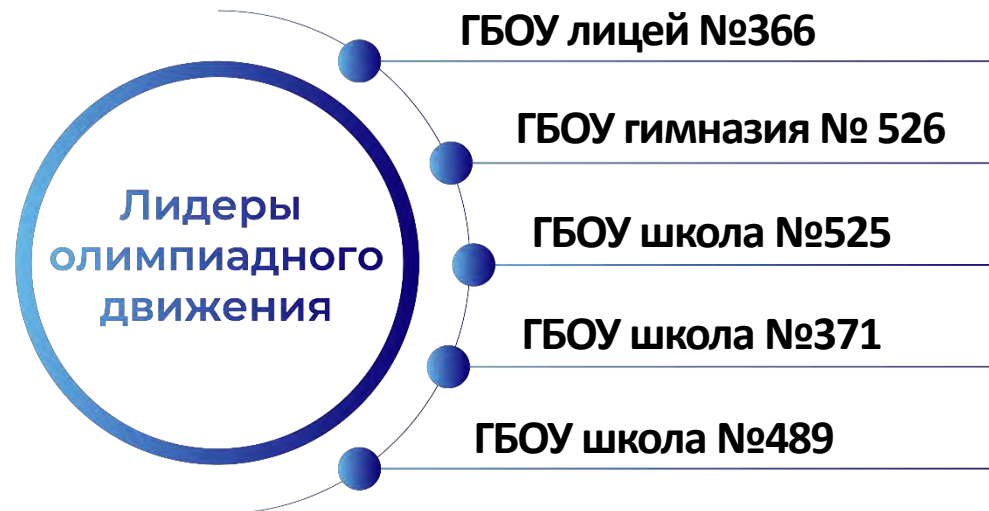 Лидеры
олимпиадного
движения
ГБОУ лицей №366
ГБОУ гимназия № 526
ГБОУ школа №525
ГБОУ школа №371
ГБОУ школа №489